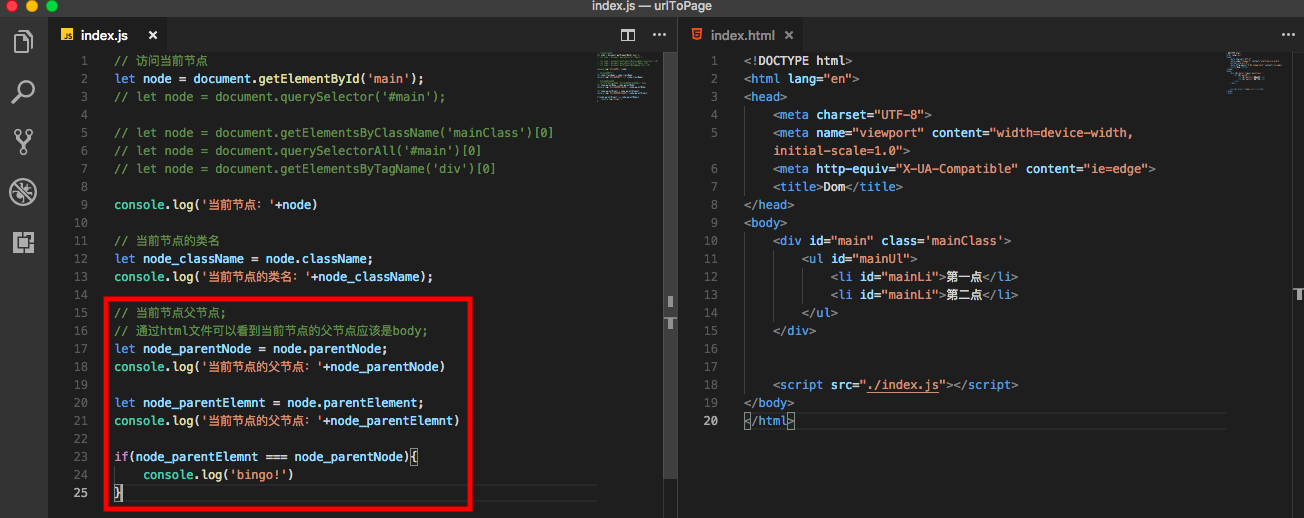 index.js — urlToPage
JS index.js ×
1 // 访问当前节点
2 let node = document.getElementById('main');
3 // let node = document.querySelector('#main');
4
5 // let node = document.getElementsByClassName('mainClass')[0]
6 // let node = document.querySelectorAll('#main')[0]
7 // let node = document.getElementsByTagName('div')[0]
8
9 console.log('当前节点：'+node)
10
11 // 当前节点的类名
12 let node_className = node.className;
13 console.log('当前节点的类名：'+node_className);
14
15 // 当前节点父节点;
16 // 通过html文件可以看到当前节点的父节点应该是body;
17 let node_parentNode = node.parentNode;
18 console.log('当前节点的父节点：'+node_parentNode)
19
20 let node_parentElemnt = node.parentElement;
21 console.log('当前节点的父节点：'+node_parentElemnt)
22
23 if(node_parentElemnt === node_parentNode){
24 console.log('bingo!')
25 }
index.html ×
1 <!DOCTYPE html>
2 <html lang="en">
3 <head>
4 <meta charset="UTF-8">
5 <meta name="viewport" content="width=device-width,
initial-scale=1.0">
6 <meta http-equiv="X-UA-Compatible" content="ie=edge">
7 <title>Dom</title>
8 </head>
9 <body>
10 <div id="main" class='mainClass'>
11 <ul id="mainUl">
12 <li id="mainLi">第一点</li>
13 <li id="mainLi">第二点</li>
14 </ul>
15 </div>
16
17
18 <script src="./index.js"></script>
19 </body>
20 </html>